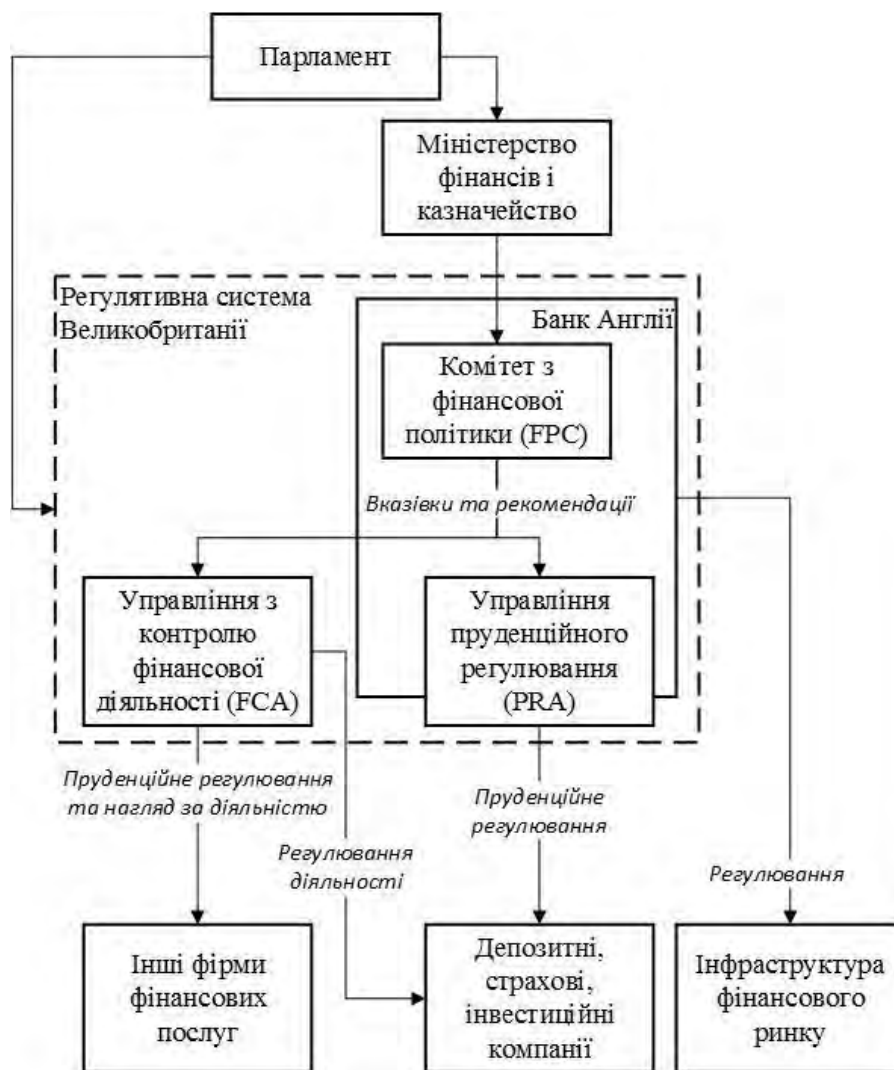 Парламент
Міністерство
фінансів і
казначейство
Регулятивна система
Великобританії
Банк Англії
Комітет з
фінансової
політики (FPC)
Вказівки та рекомендації
Управління з
контролю
фінансової
діяльності (FCA)
Управління
пруденційного
регулювання
(PRA)
Пруденційне регулювання
та нагляд за діяльністю
Пруденційне
регулювання
Регулювання
діяльності
Регулювання
Інші фірми
фінансових
послуг
Депозитні,
страхові,
інвестиційні
компанії
Інфраструктура
фінансового
ринку